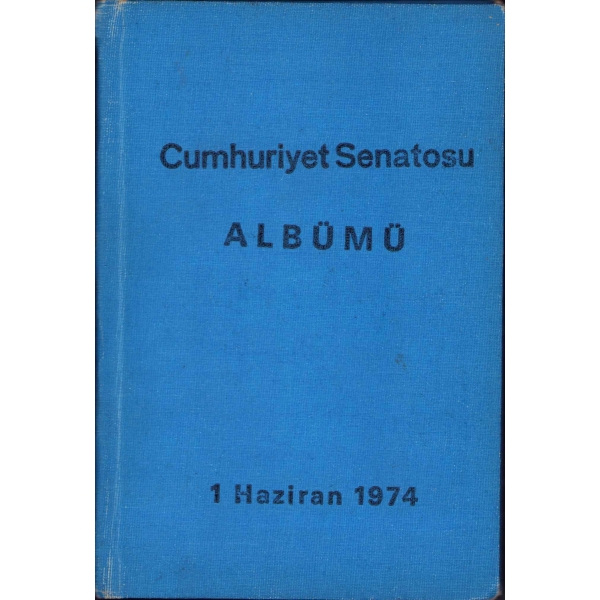 Cumhuriyet Senatosu
ALBÜMÜ
1 Haziran 1974